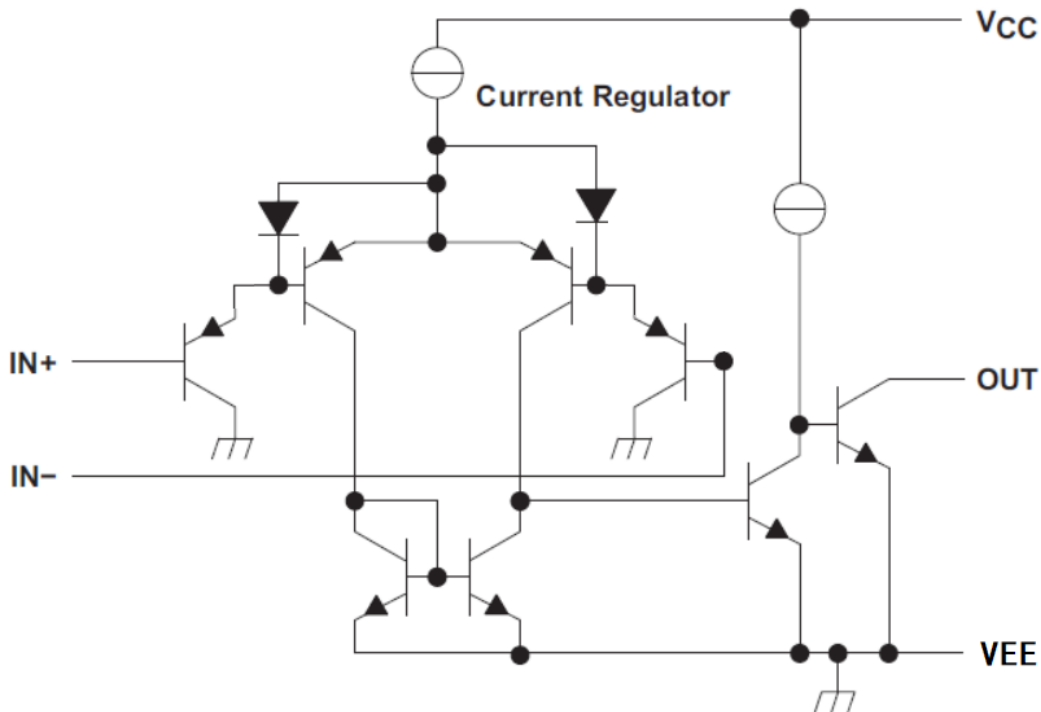 VCC
Current Regulator
IN+
OUT
IN−
VEE